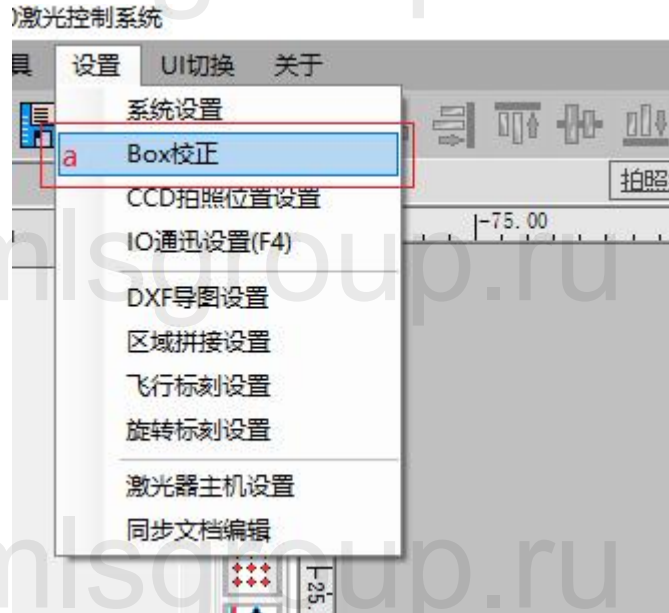 激光控制系统
具 设置 UI切换 关于
系统设置
a Box校正
CCD拍照位置设置
拍照
-75.00
IO通讯设置(F4)
DXF导图设置
区域拼接设置
飞行标刻设置
旋转标刻设置
激光器主机设置
同步文档编辑
-25.
mlsgroup.ru
mlsgroup.ru